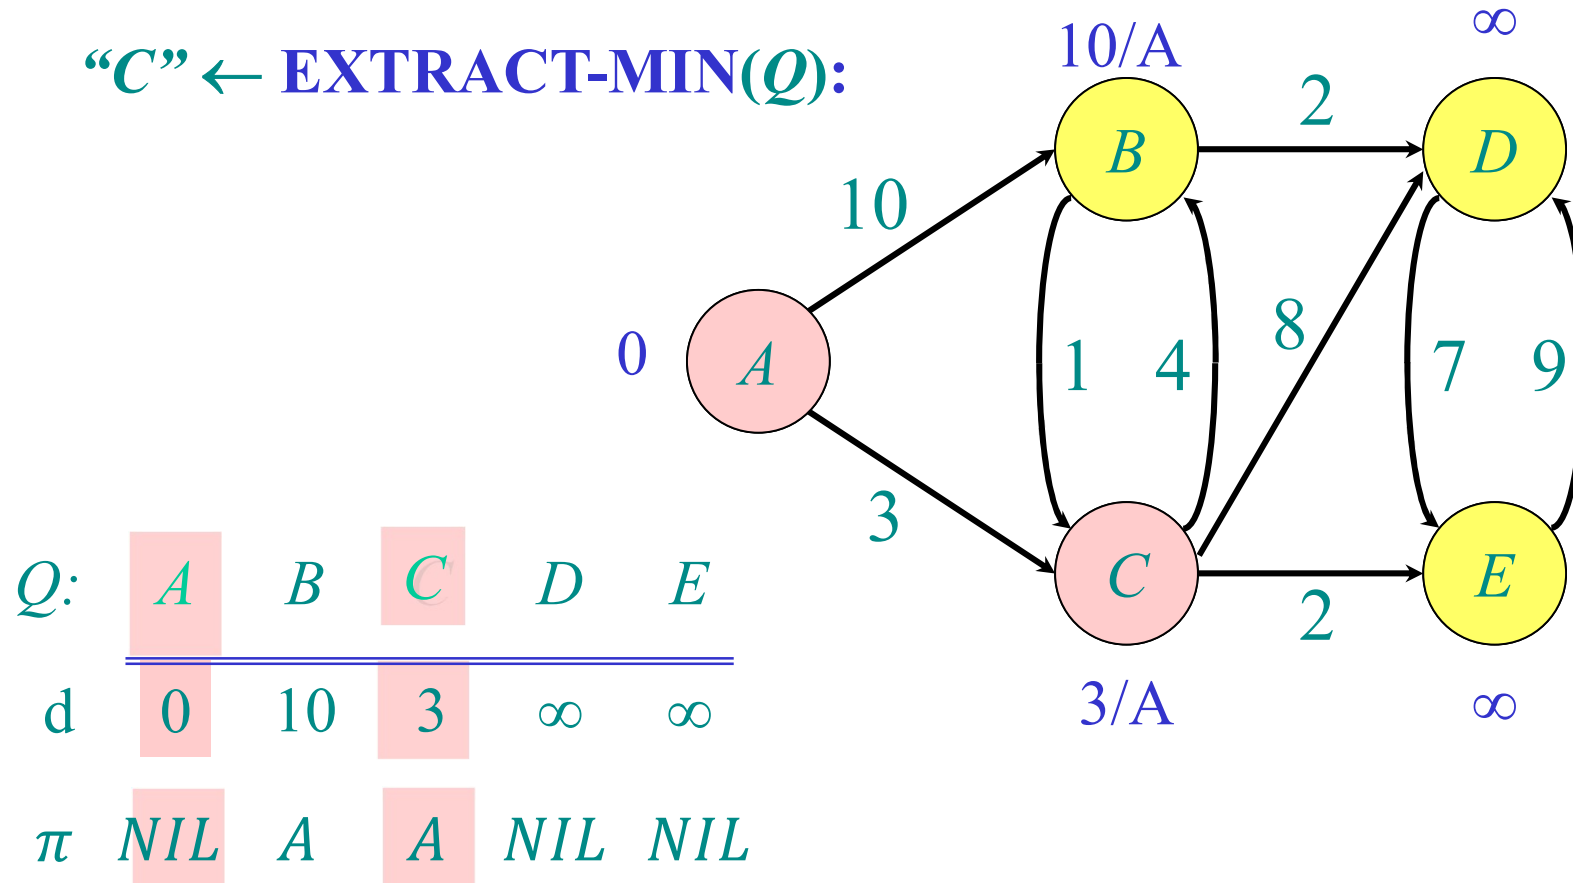 “C” ← EXTRACT-MIN(Q):
10/A
∞
B
2
D
10
0
A
1
4
8
7
9
3
C
2
E
3/A
∞
Q: A B C D E
d 0 10 3 ∞ ∞
π NIL A A NIL NIL